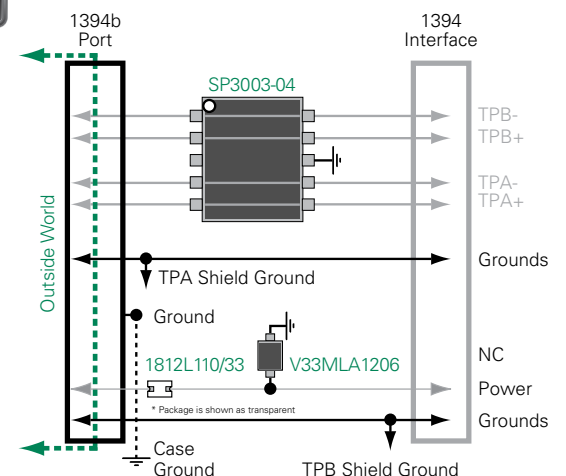 1394b
Port
1394
Interface
SP3003-04
TPB-
TPB+
TPA-
TPA+
Outside World
Grounds
TPA Shield Ground
Ground
1812L110/33
V33MLA1206
NC
Power
* Package is shown as transparent
Grounds
Case
Ground
TPB Shield Ground